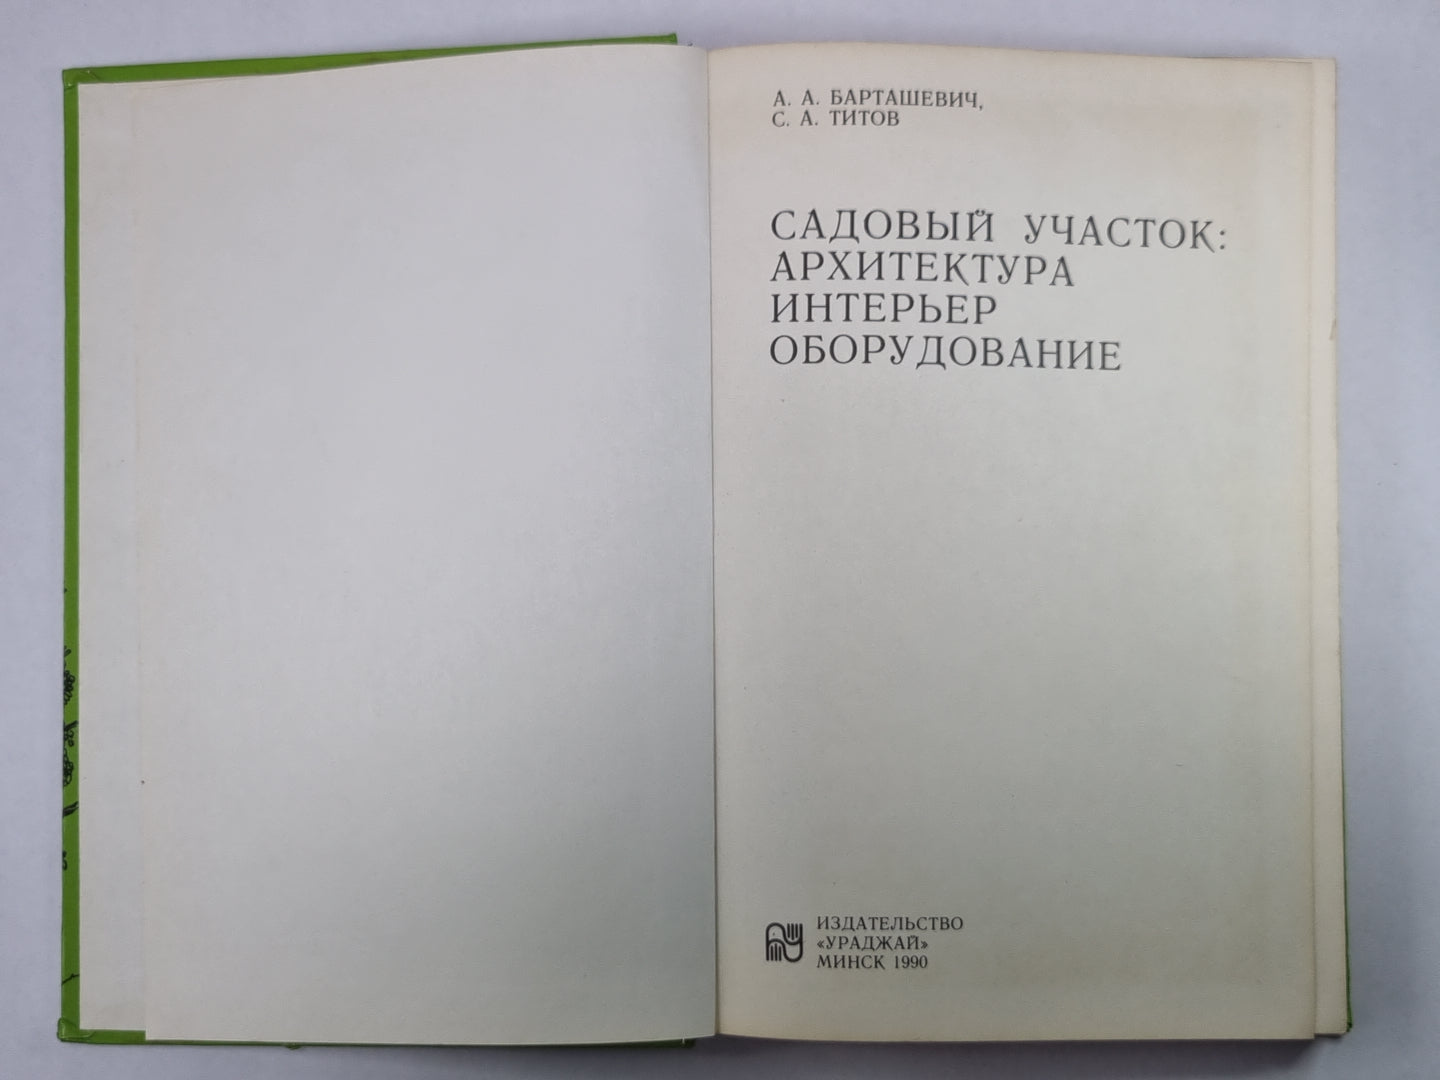 А. А. БАРТАШЕВИЧ,
С. А. ТИТОВ
САДОВЫЙ УЧАСТОК:
АРХИТЕКТУРА
ИНТЕРЬЕР
ОБОРУДОВАНИЕ
ИЗДАТЕЛЬСТВО
«УРАДЖАЙ»
МИНСК 1990